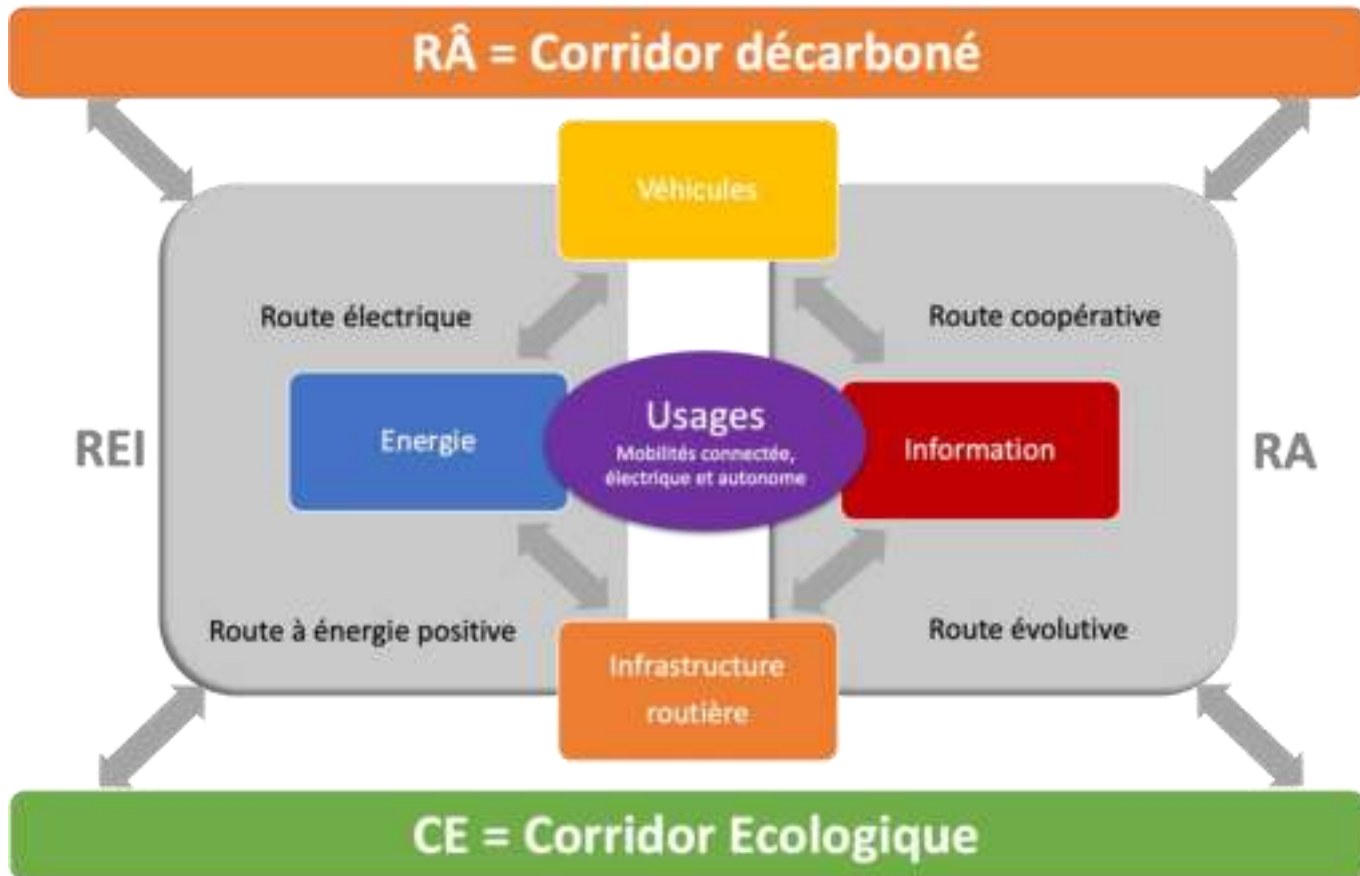 RÂ = Corridor décarboné
Véhicules
Route électrique
Route coopérative
REI
Energie
Usages
Mobilités connectée,
électrique et autonome
Information
RA
Route à énergie positive
Route évolutive
Infrastructure
routière
CE = Corridor Ecologique